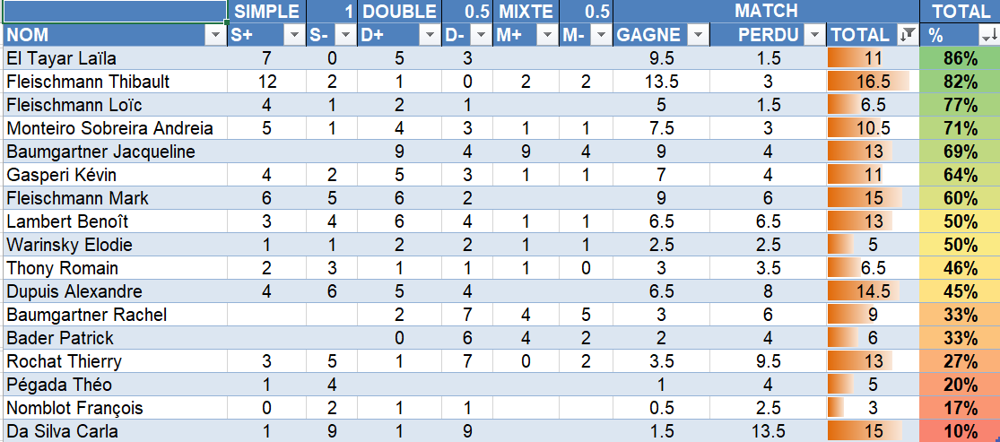 SIMPLE 1 DOUBLE 0.5 MIXTE 0.5 MATCH TOTAL
NOM S+ S- D+ D- M+ M- GAGNE PERDU TOTAL %
El Tayar Laïla 7 0 5 3 9.5 1.5 11 86%
Fleischmann Thibault 12 2 1 0 2 2 13.5 3 16.5 82%
Fleischmann Loïc 4 1 2 1 5 1.5 6.5 77%
Monteiro Sobreira Andreia 5 1 4 3 1 1 7.5 3 10.5 71%
Baumgartner Jacqueline 9 4 9 4 9 4 13 69%
Gasperi Kévin 4 2 5 3 1 1 7 4 11 64%
Fleischmann Mark 6 5 6 2 9 6 15 60%
Lambert Benoît 3 4 6 4 1 1 6.5 6.5 13 50%
Warinsky Elodie 1 1 2 2 1 1 2.5 2.5 5 50%
Thony Romain 2 3 1 1 1 0 3 3.5 6.5 46%
Dupuis Alexandre 4 6 5 4 6.5 8 14.5 45%
Baumgartner Rachel 2 7 4 5 3 6 9 33%
Bader Patrick 0 6 4 2 2 4 6 33%
Rochat Thierry 3 5 1 7 0 2 3.5 9.5 13 27%
Pégada Théo 1 4 1 4 5 20%
Nomblot François 0 2 1 1 0.5 2.5 3 17%
Da Silva Carla 1 9 1 9 1.5 13.5 15 10%